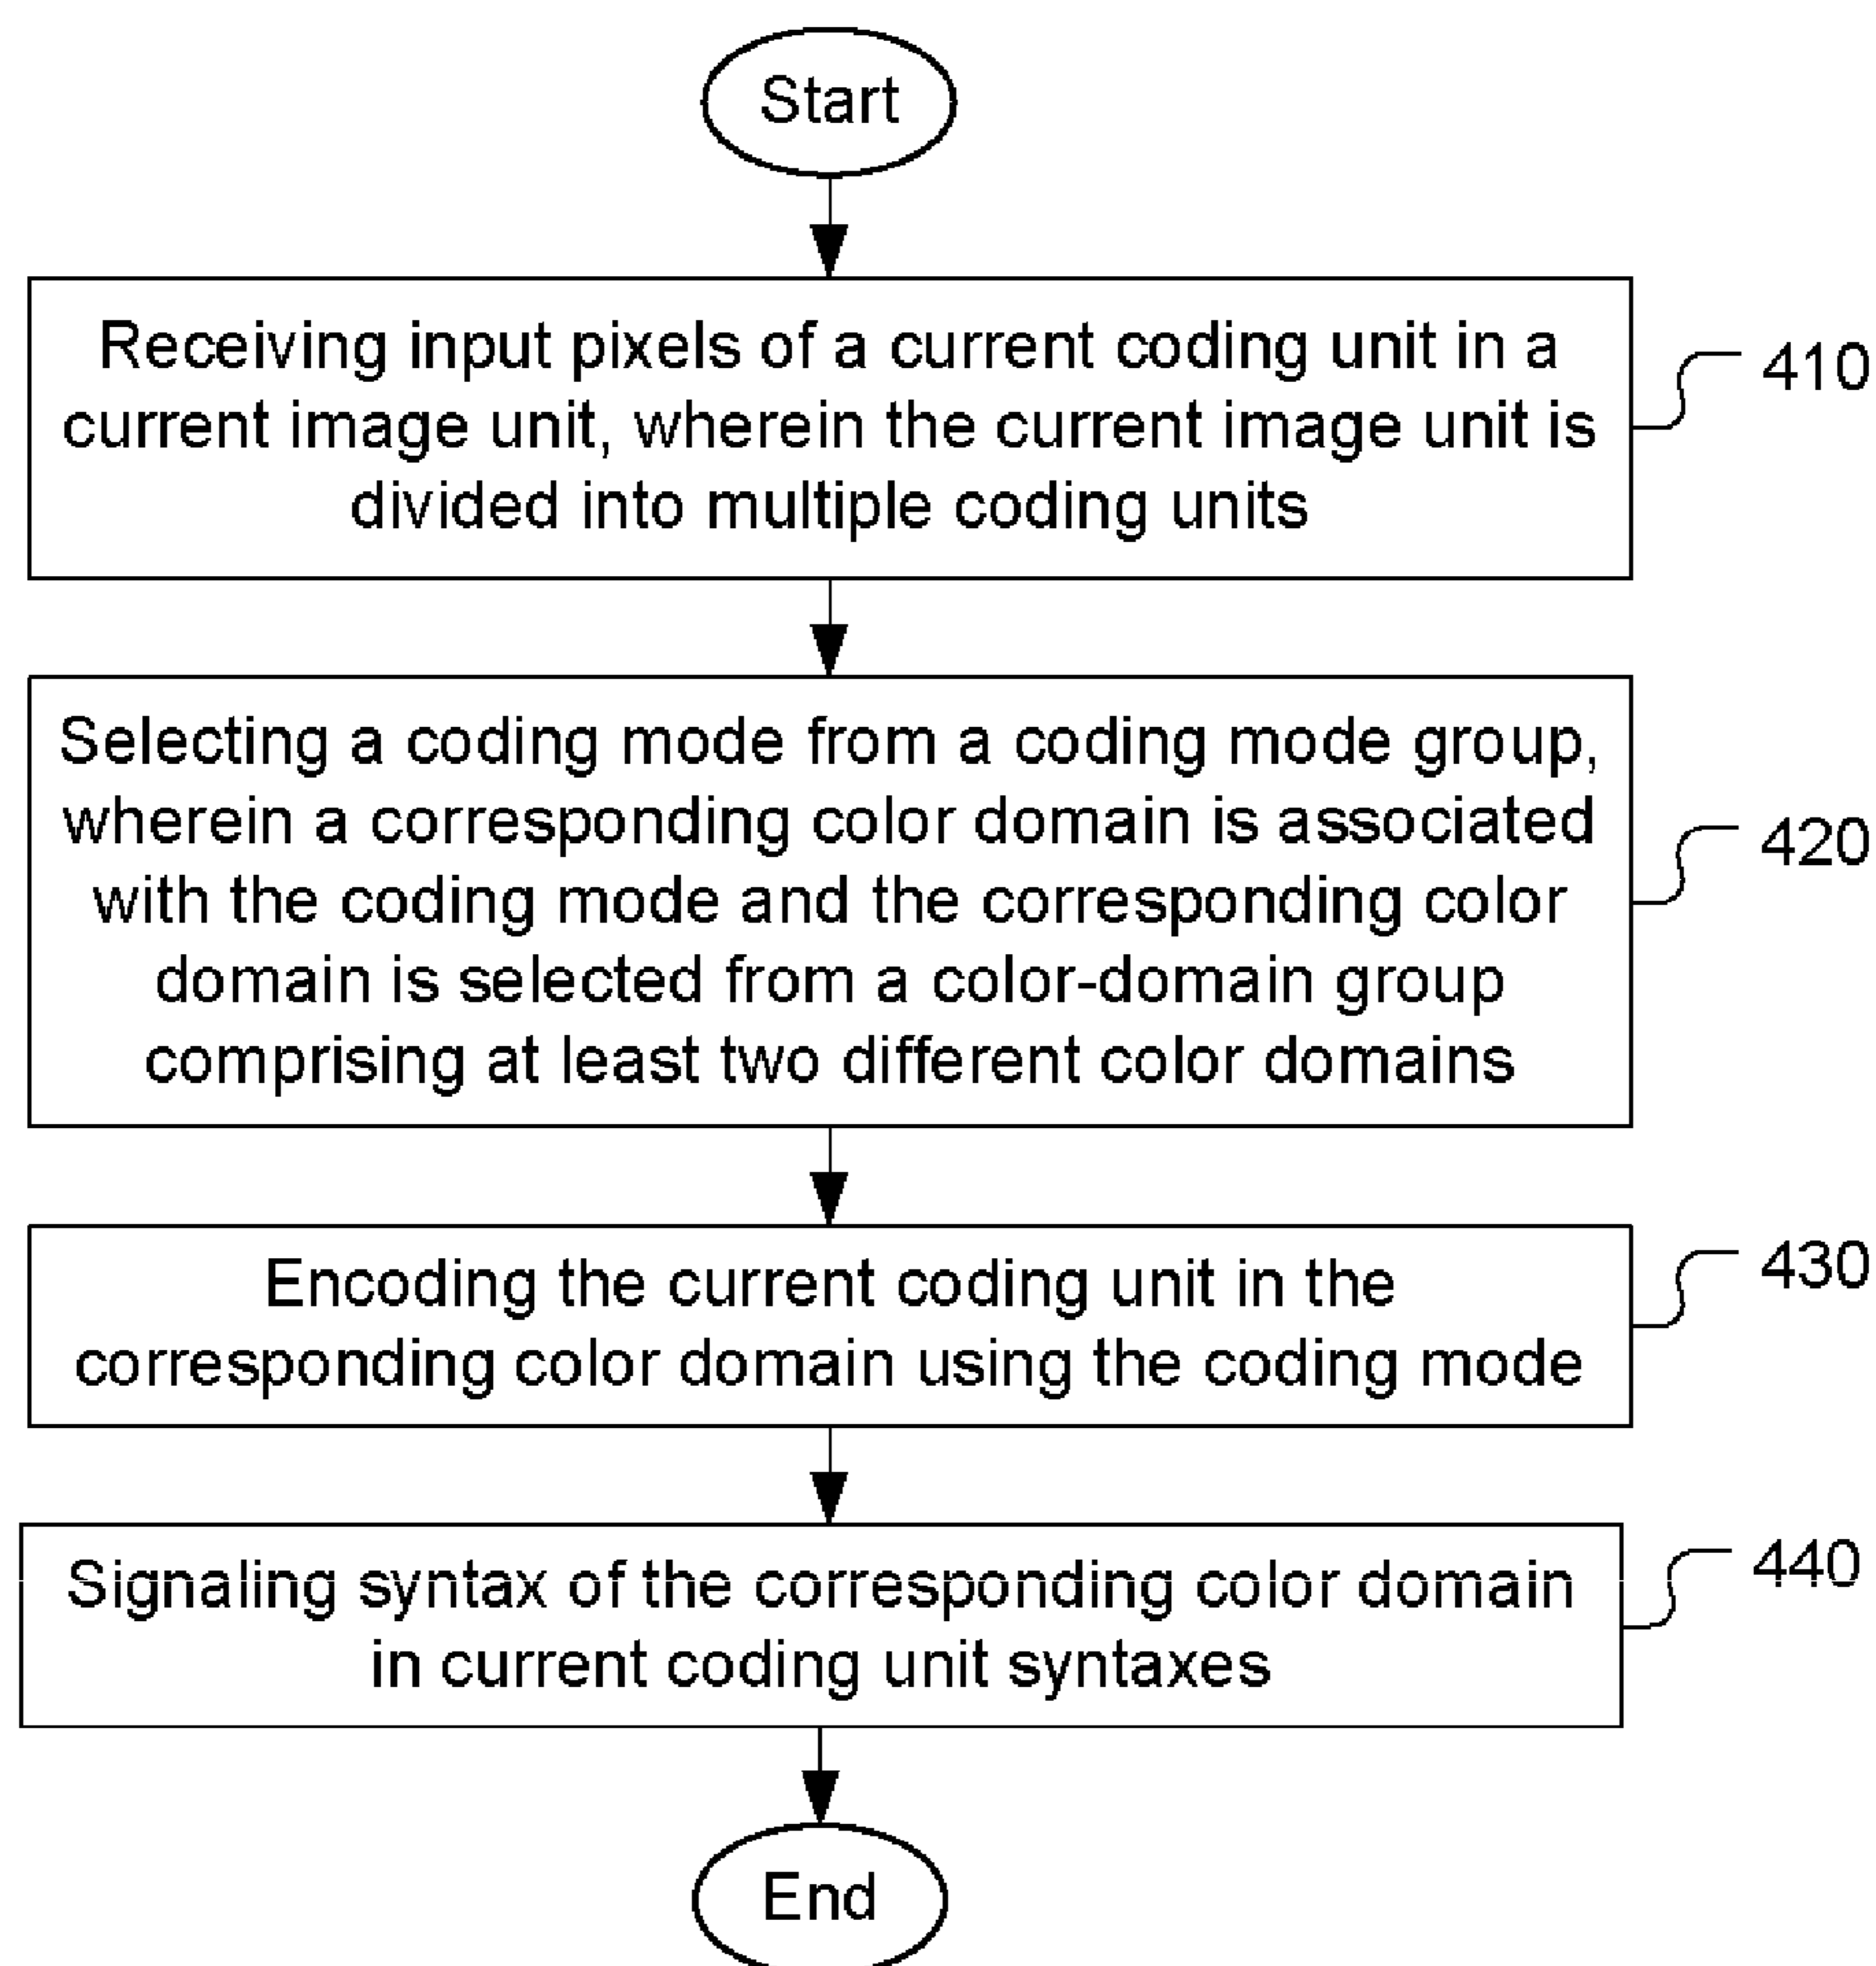 Start
Receiving input pixels of a current coding unit in a
current image unit, wherein the current image unit is
divided into multiple coding units
410
Selecting a coding mode from a coding mode group,
wherein a corresponding color domain is associated
with the coding mode and the corresponding color
domain is selected from a color-domain group
comprising at least two different color domains
420
Encoding the current coding unit in the
corresponding color domain using the coding mode
430
Signaling syntax of the corresponding color domain
in current coding unit syntaxes
440
End